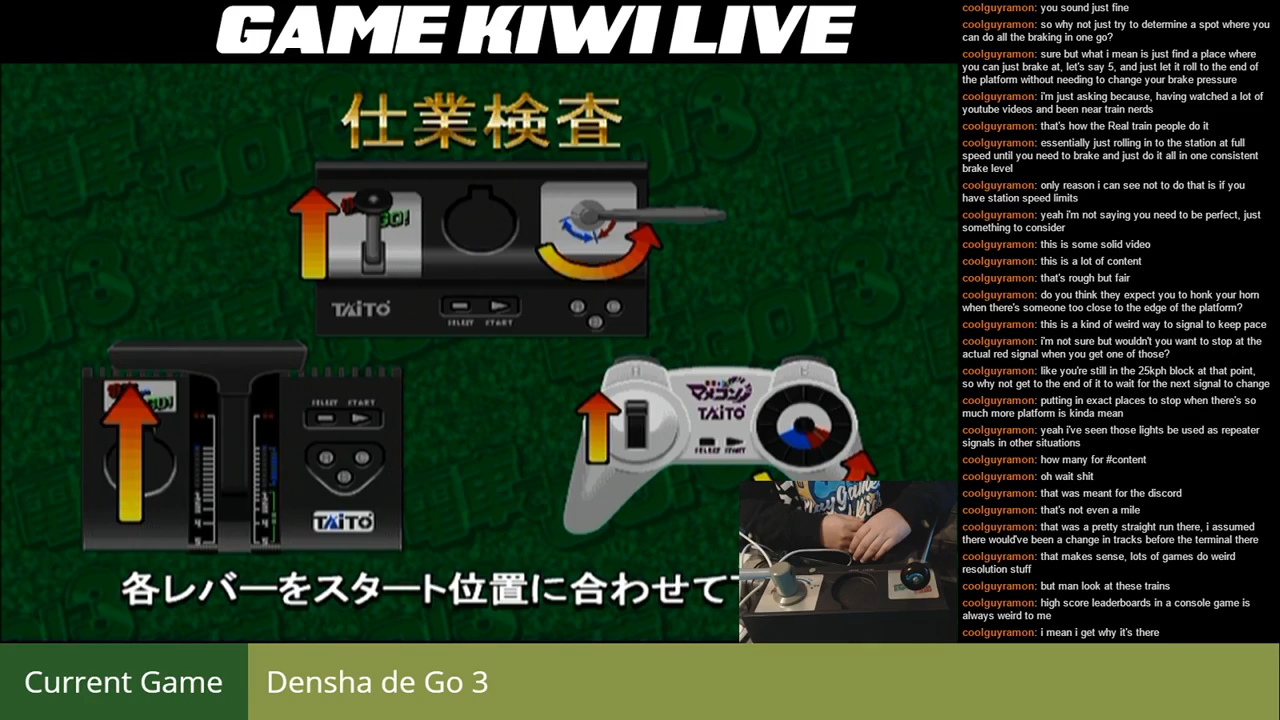 GAME KIWI LIVE
仕業検査
GO!
TAITO
SELECT START
A B
B
GO!
SELECT START
A B
B
TAITO
TAITO
SELECT START
各レバーをスタート位置に合わせて
Current Game
Densha de Go 3
coolguyramon: you sound just fine
coolguyramon: so why not just try to determine a spot where you
can do all the braking in one go?
coolguyramon: sure but what i mean is just find a place where
you can just brake at, let's say 5, and just let it roll to the end of
the platform without needing to change your brake pressure
coolguyramon: i'm just asking because, having watched a lot of
youtube videos and been near train nerds
coolguyramon: that's how the Real train people do it
coolguyramon: essentially just rolling in to the station at full
speed until you need to brake and just do it all in one consistent
brake level
coolguyramon: only reason i can see not to do that is if you
have station speed limits
coolguyramon: yeah i'm not saying you need to be perfect, just
something to consider
coolguyramon: this is some solid video
coolguyramon: this is a lot of content
coolguyramon: that's rough but fair
coolguyramon: do you think they expect you to honk your horn
when there's someone too close to the edge of the platform?
coolguyramon: this is a kind of weird way to signal to keep pace
coolguyramon: i'm not sure but wouldn't you want to stop at the
actual red signal when you get one of those?
coolguyramon: like you're still in the 25kph block at that point,
so why not get to the end of it to wait for the next signal to change
coolguyramon: putting in exact places to stop when there's so
much more platform is kinda mean
coolguyramon: yeah i've seen those lights be used as repeater
signals in other situations
coolguyramon: how many for #content
coolguyramon: oh wait shit
coolguyramon: that was meant for the discord
coolguyramon: that's not even a mile
coolguyramon: that was a pretty straight run there, i assumed
there would've been a change in tracks before the terminal there
coolguyramon: that makes sense, lots of games do weird
resolution stuff
coolguyramon: but man look at these trains
coolguyramon: high score leaderboards in a console game is
always weird to me
coolguyramon: i mean i get why it's there